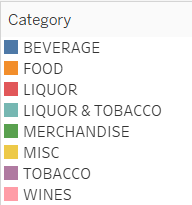 Category
BEVERAGE
FOOD
LIQUOR
LIQUOR & TOBACCO
MERCHANDISE
MISC
TOBACCO
WINES